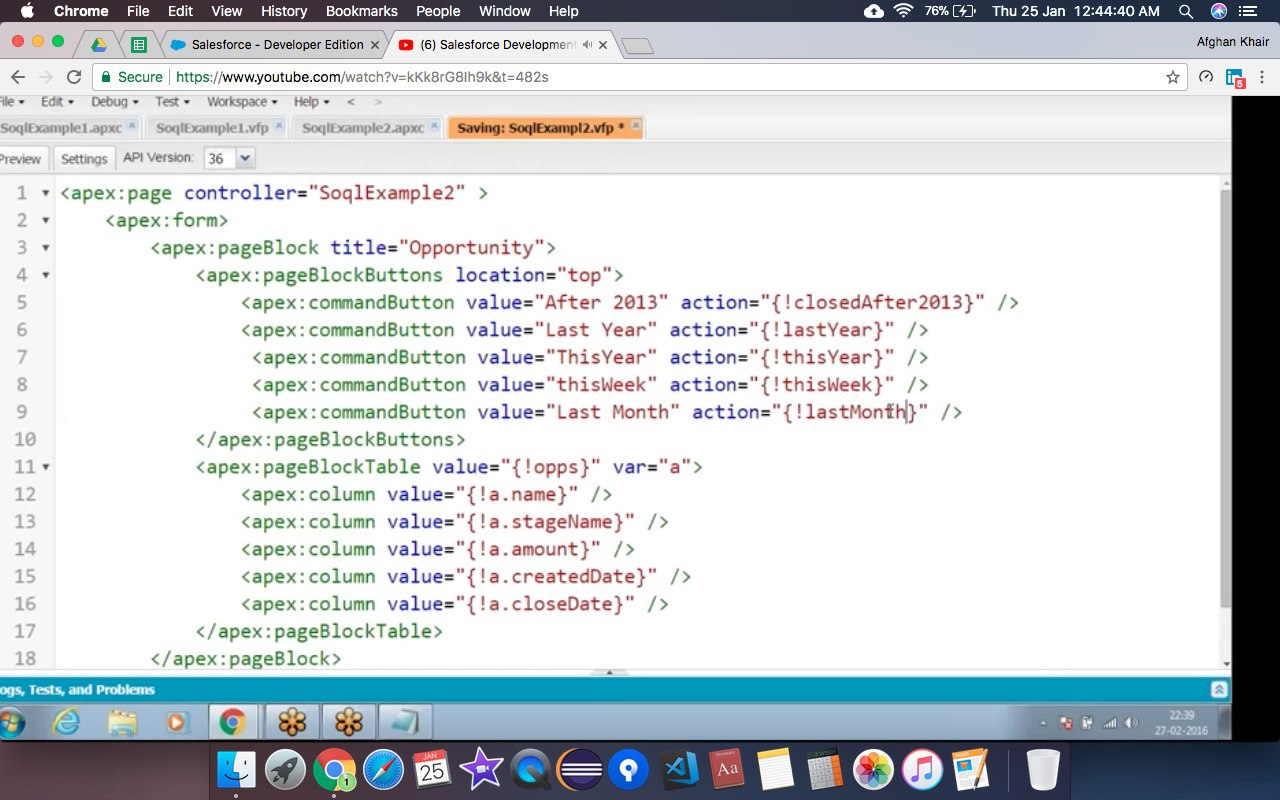 Chrome File Edit View History Bookmarks People Window Help 76% Thu 25 Jan 12:44:40 AM
Salesforce - Developer Edition × (6) Salesforce Development ×
Afghan Khair
Secure | https://www.youtube.com/watch?v=kKk8rG8lh9k&t=482s
5
File Edit Debug Test Workspace Help < >
SoqlExample1.apxc SoqlExample1.vfp SoqlExample2.apxc Saving: SoqlExampl2.vfp *
Preview Settings API Version: 36
1 <apex:page controller="SoqlExample2" >
2 <apex:form>
3 <apex:pageBlock title="Opportunity">
4 <apex:pageBlockButtons location="top">
5 <apex:commandButton value="After 2013" action="{!closedAfter2013}" />
6 <apex:commandButton value="Last Year" action="{!lastYear}" />
7 <apex:commandButton value="ThisYear" action="{!thisYear}" />
8 <apex:commandButton value="thisWeek" action="{!thisWeek}" />
9 <apex:commandButton value="Last Month" action="{!lastMonth}" />
10 </apex:pageBlockButtons>
11 <apex:pageBlockTable value="{!opps}" var="a">
12 <apex:column value="{!a.name}" />
13 <apex:column value="{!a.stageName}" />
14 <apex:column value="{!a.amount}" />
15 <apex:column value="{!a.createdDate}" />
16 <apex:column value="{!a.closeDate}" />
17 </apex:pageBlockTable>
18 </apex:pageBlock>
ogs, Tests, and Problems
22:39
27-02-2016
JAN
25
Aa
1